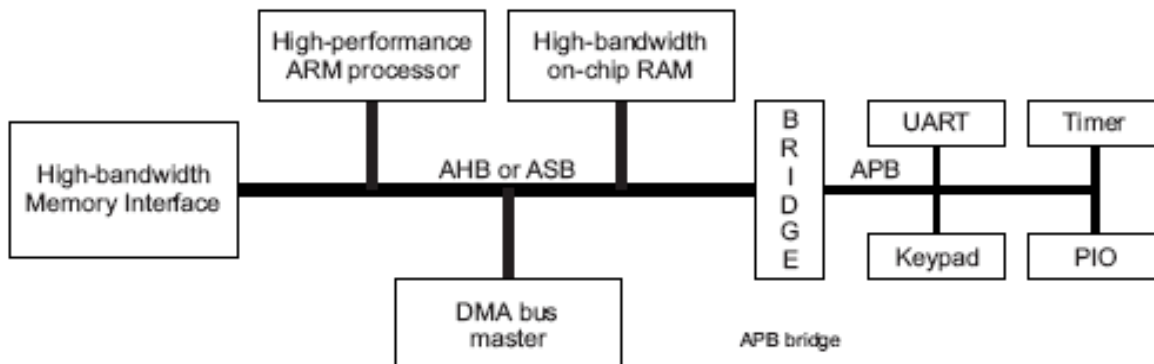 High-performance
ARM processor
High-bandwidth
on-chip RAM
High-bandwidth
Memory Interface
AHB or ASB
B
R
I
D
G
E
APB
UART
Timer
Keypad
PIO
DMA bus
master
APB bridge